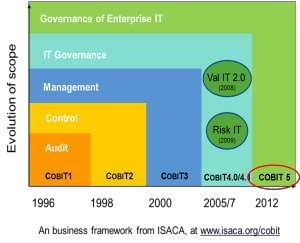 Governance of Enterprise IT
IT Governance
Val IT 2.0
(2008)
Management
Control
Risk IT
(2009)
Audit
COBIT1 COBIT2 COBIT3 COBIT4.0/4.1 COBIT 5
1996 1998 2000 2005/7 2012
Evolution of scope
An business framework from ISACA, at www.isaca.org/cobit